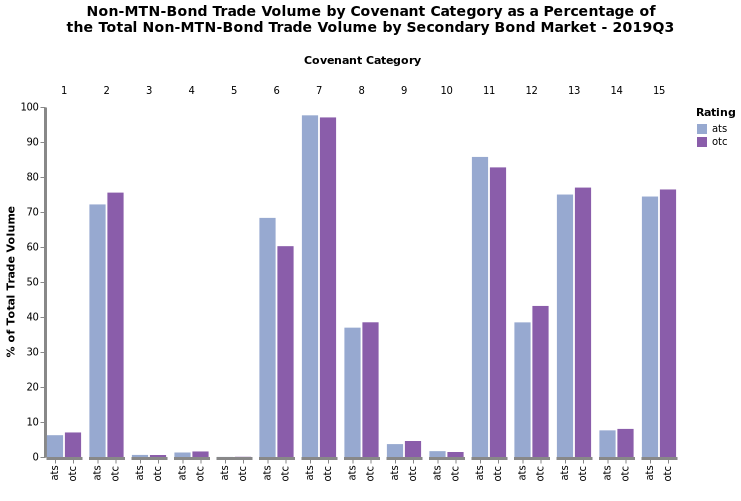 Non-MTN-Bond Trade Volume by Covenant Category as a Percentage of
the Total Non-MTN-Bond Trade Volume by Secondary Bond Market - 2019Q3
Covenant Category
1 2 3 4 5 6 7 8 9 10 11 12 13 14 15
% of Total Trade Volume
100
90
80
70
60
50
40
30
20
10
0
ats otc ats otc ats otc ats otc ats otc ats otc ats otc ats otc ats otc ats otc ats otc ats otc ats otc ats otc ats otc
Rating
ats
otc